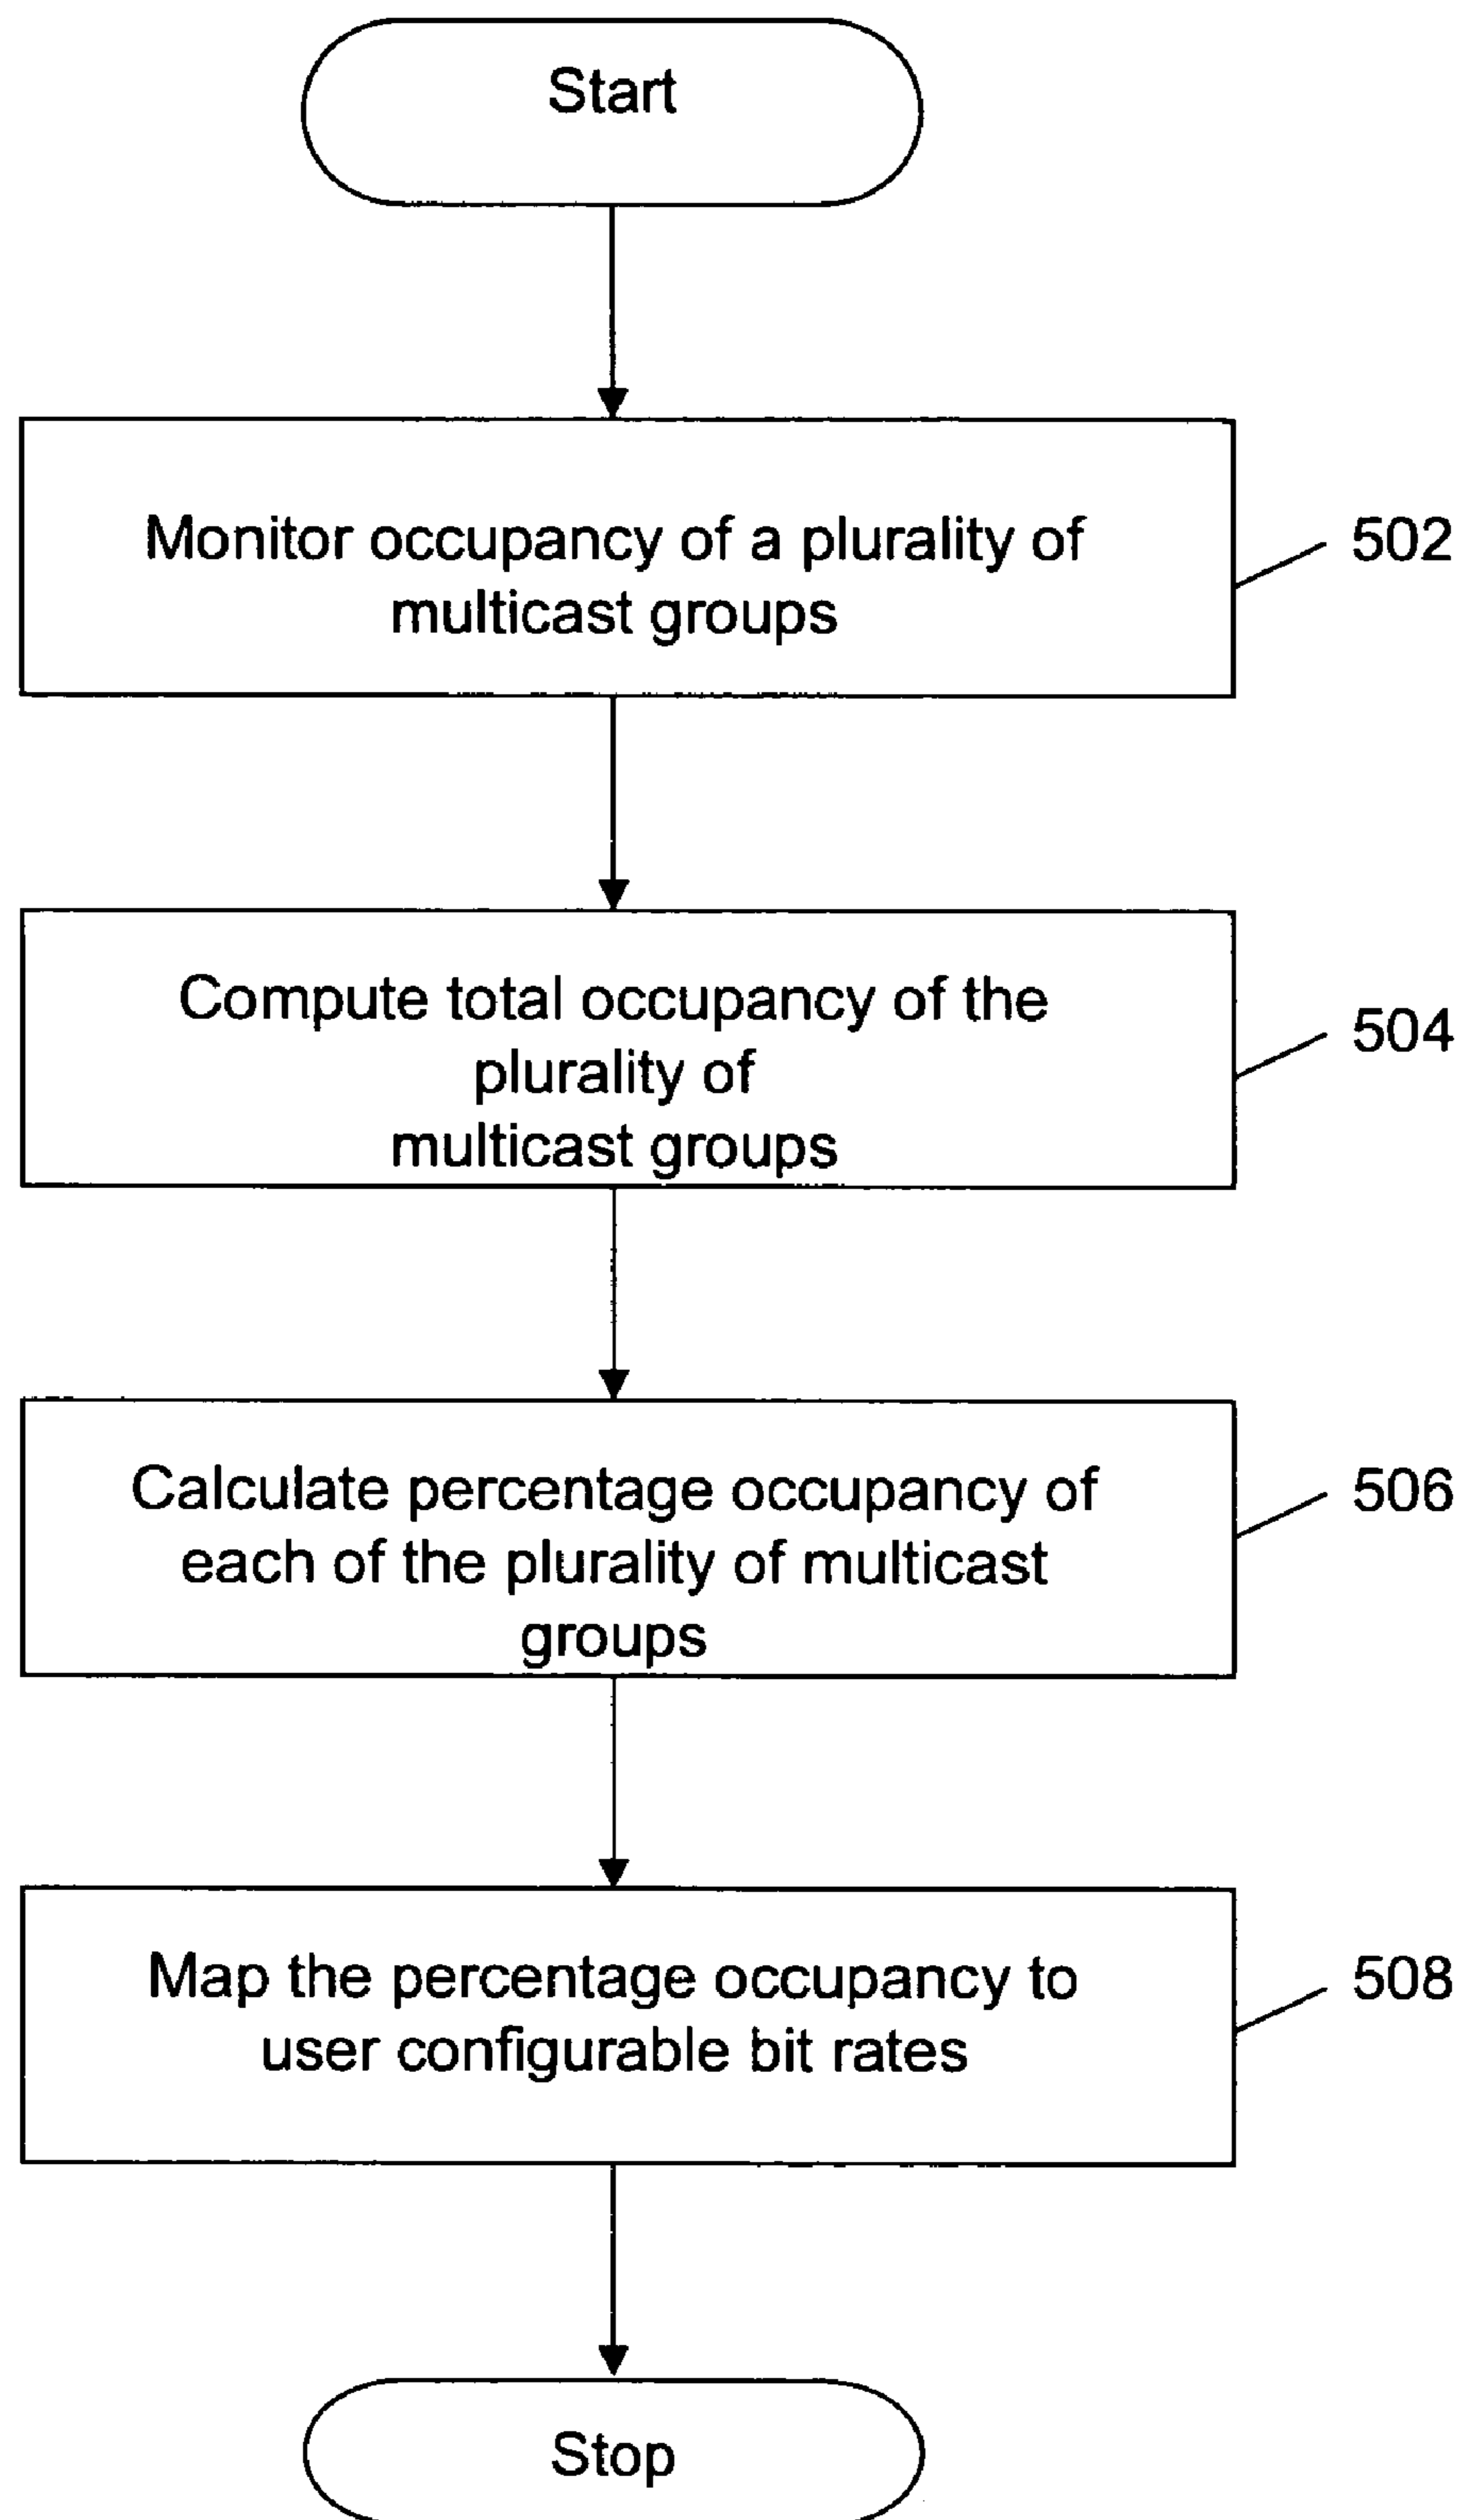 Start
Monitor occupancy of a plurality of
multicast groups
502
Compute total occupancy of the
plurality of
multicast groups
504
Calculate percentage occupancy of
each of the plurality of multicast
groups
506
Map the percentage occupancy to
user configurable bit rates
508
Stop